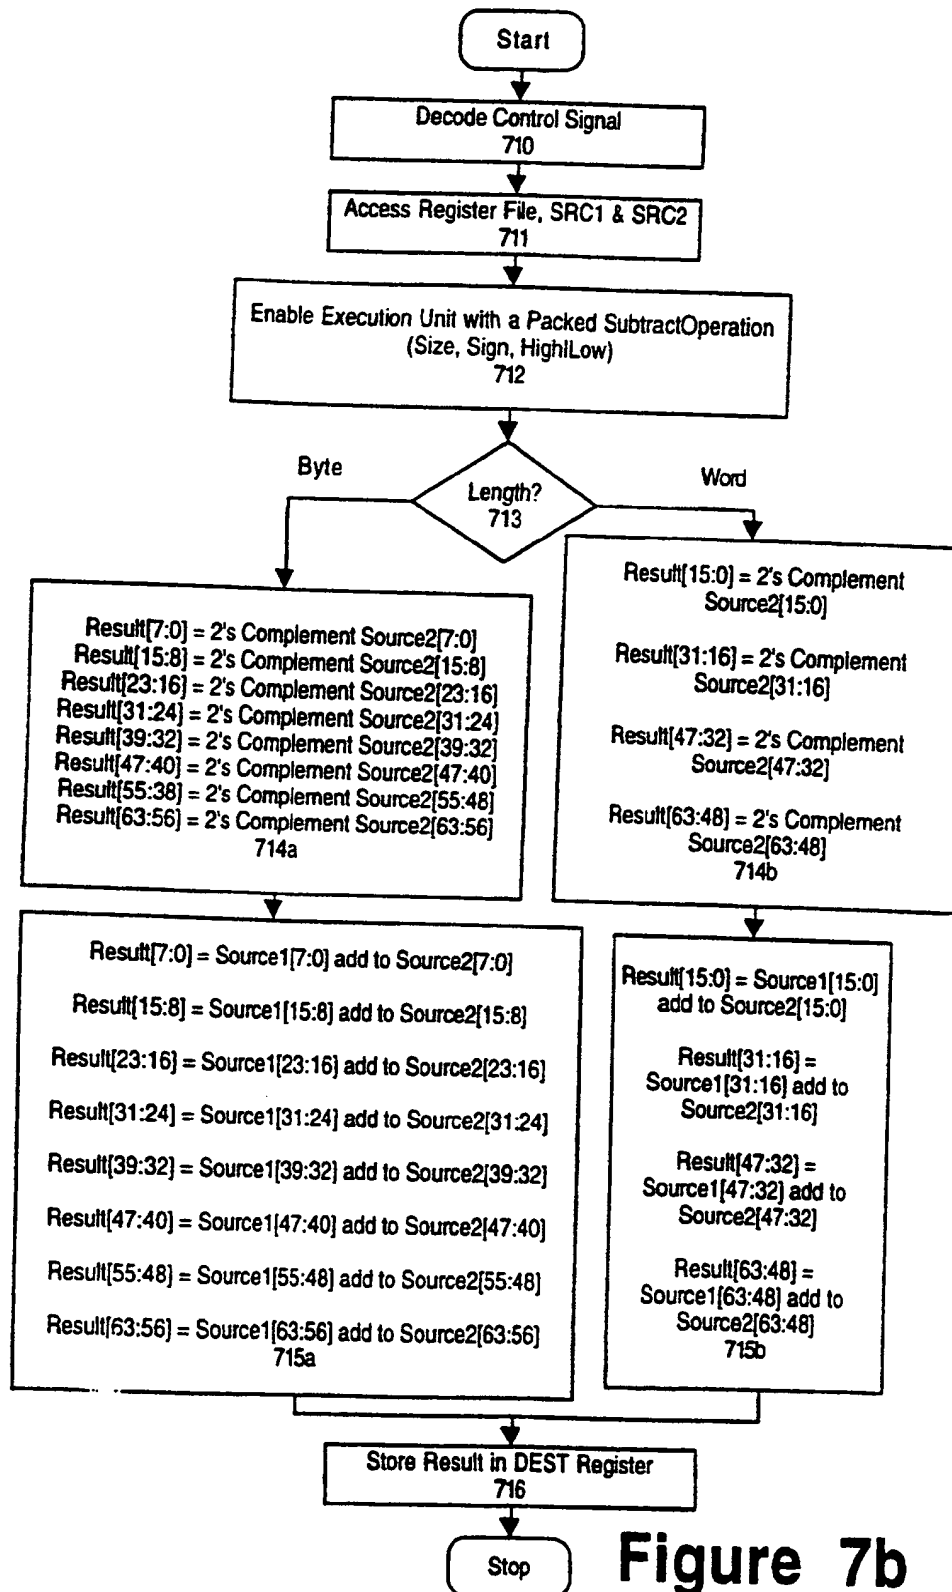 Start
Decode Control Signal
710
Access Register File, SRC1 & SRC2
711
Enable Execution Unit with a Packed SubtractOperation
(Size, Sign, High|Low)
712
Length?
713
Byte
Word
Result[7:0] = 2's Complement Source2[7:0]
Result[15:8] = 2's Complement Source2[15:8]
Result[23:16] = 2's Complement Source2[23:16]
Result[31:24] = 2's Complement Source2[31:24]
Result[39:32] = 2's Complement Source2[39:32]
Result[47:40] = 2's Complement Source2[47:40]
Result[55:38] = 2's Complement Source2[55:48]
Result[63:56] = 2's Complement Source2[63:56]
714a
Result[15:0] = 2's Complement
Source2[15:0]
Result[31:16] = 2's Complement
Source2[31:16]
Result[47:32] = 2's Complement
Source2[47:32]
Result[63:48] = 2's Complement
Source2[63:48]
714b
Result[7:0] = Source1[7:0] add to Source2[7:0]
Result[15:8] = Source1[15:8] add to Source2[15:8]
Result[23:16] = Source1[23:16] add to Source2[23:16]
Result[31:24] = Source1[31:24] add to Source2[31:24]
Result[39:32] = Source1[39:32] add to Source2[39:32]
Result[47:40] = Source1[47:40] add to Source2[47:40]
Result[55:48] = Source1[55:48] add to Source2[55:48]
Result[63:56] = Source1[63:56] add to Source2[63:56]
715a
Result[15:0] = Source1[15:0]
add to Source2[15:0]
Result[31:16] =
Source1[31:16] add to
Source2[31:16]
Result[47:32] =
Source1[47:32] add to
Source2[47:32]
Result[63:48] =
Source1[63:48] add to
Source2[63:48]
715b
Store Result in DEST Register
716
Stop
Figure 7b